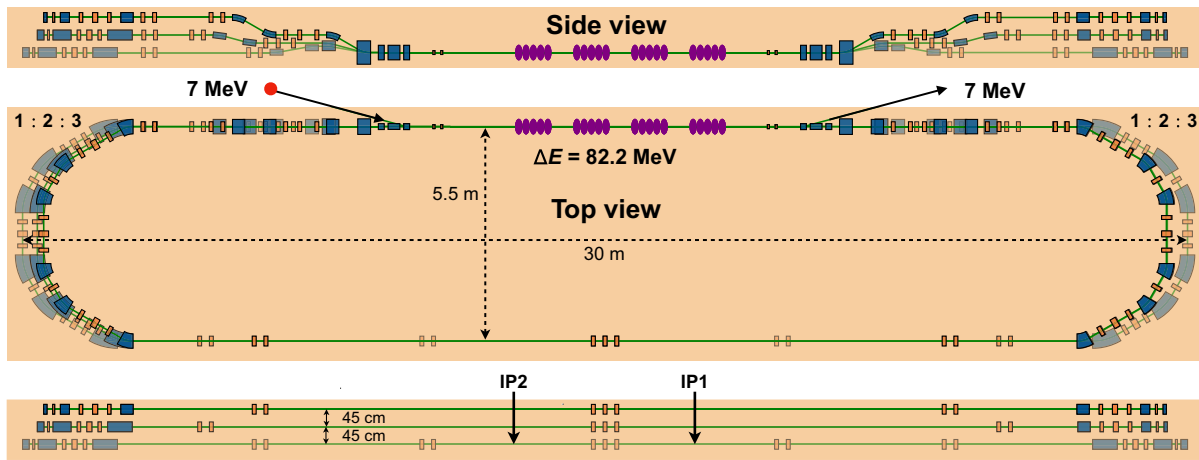 Side view
7 MeV
7 MeV
1 : 2 : 3
1 : 2 : 3
ΔE = 82.2 MeV
5.5 m
Top view
30 m
IP2
IP1
45 cm
45 cm